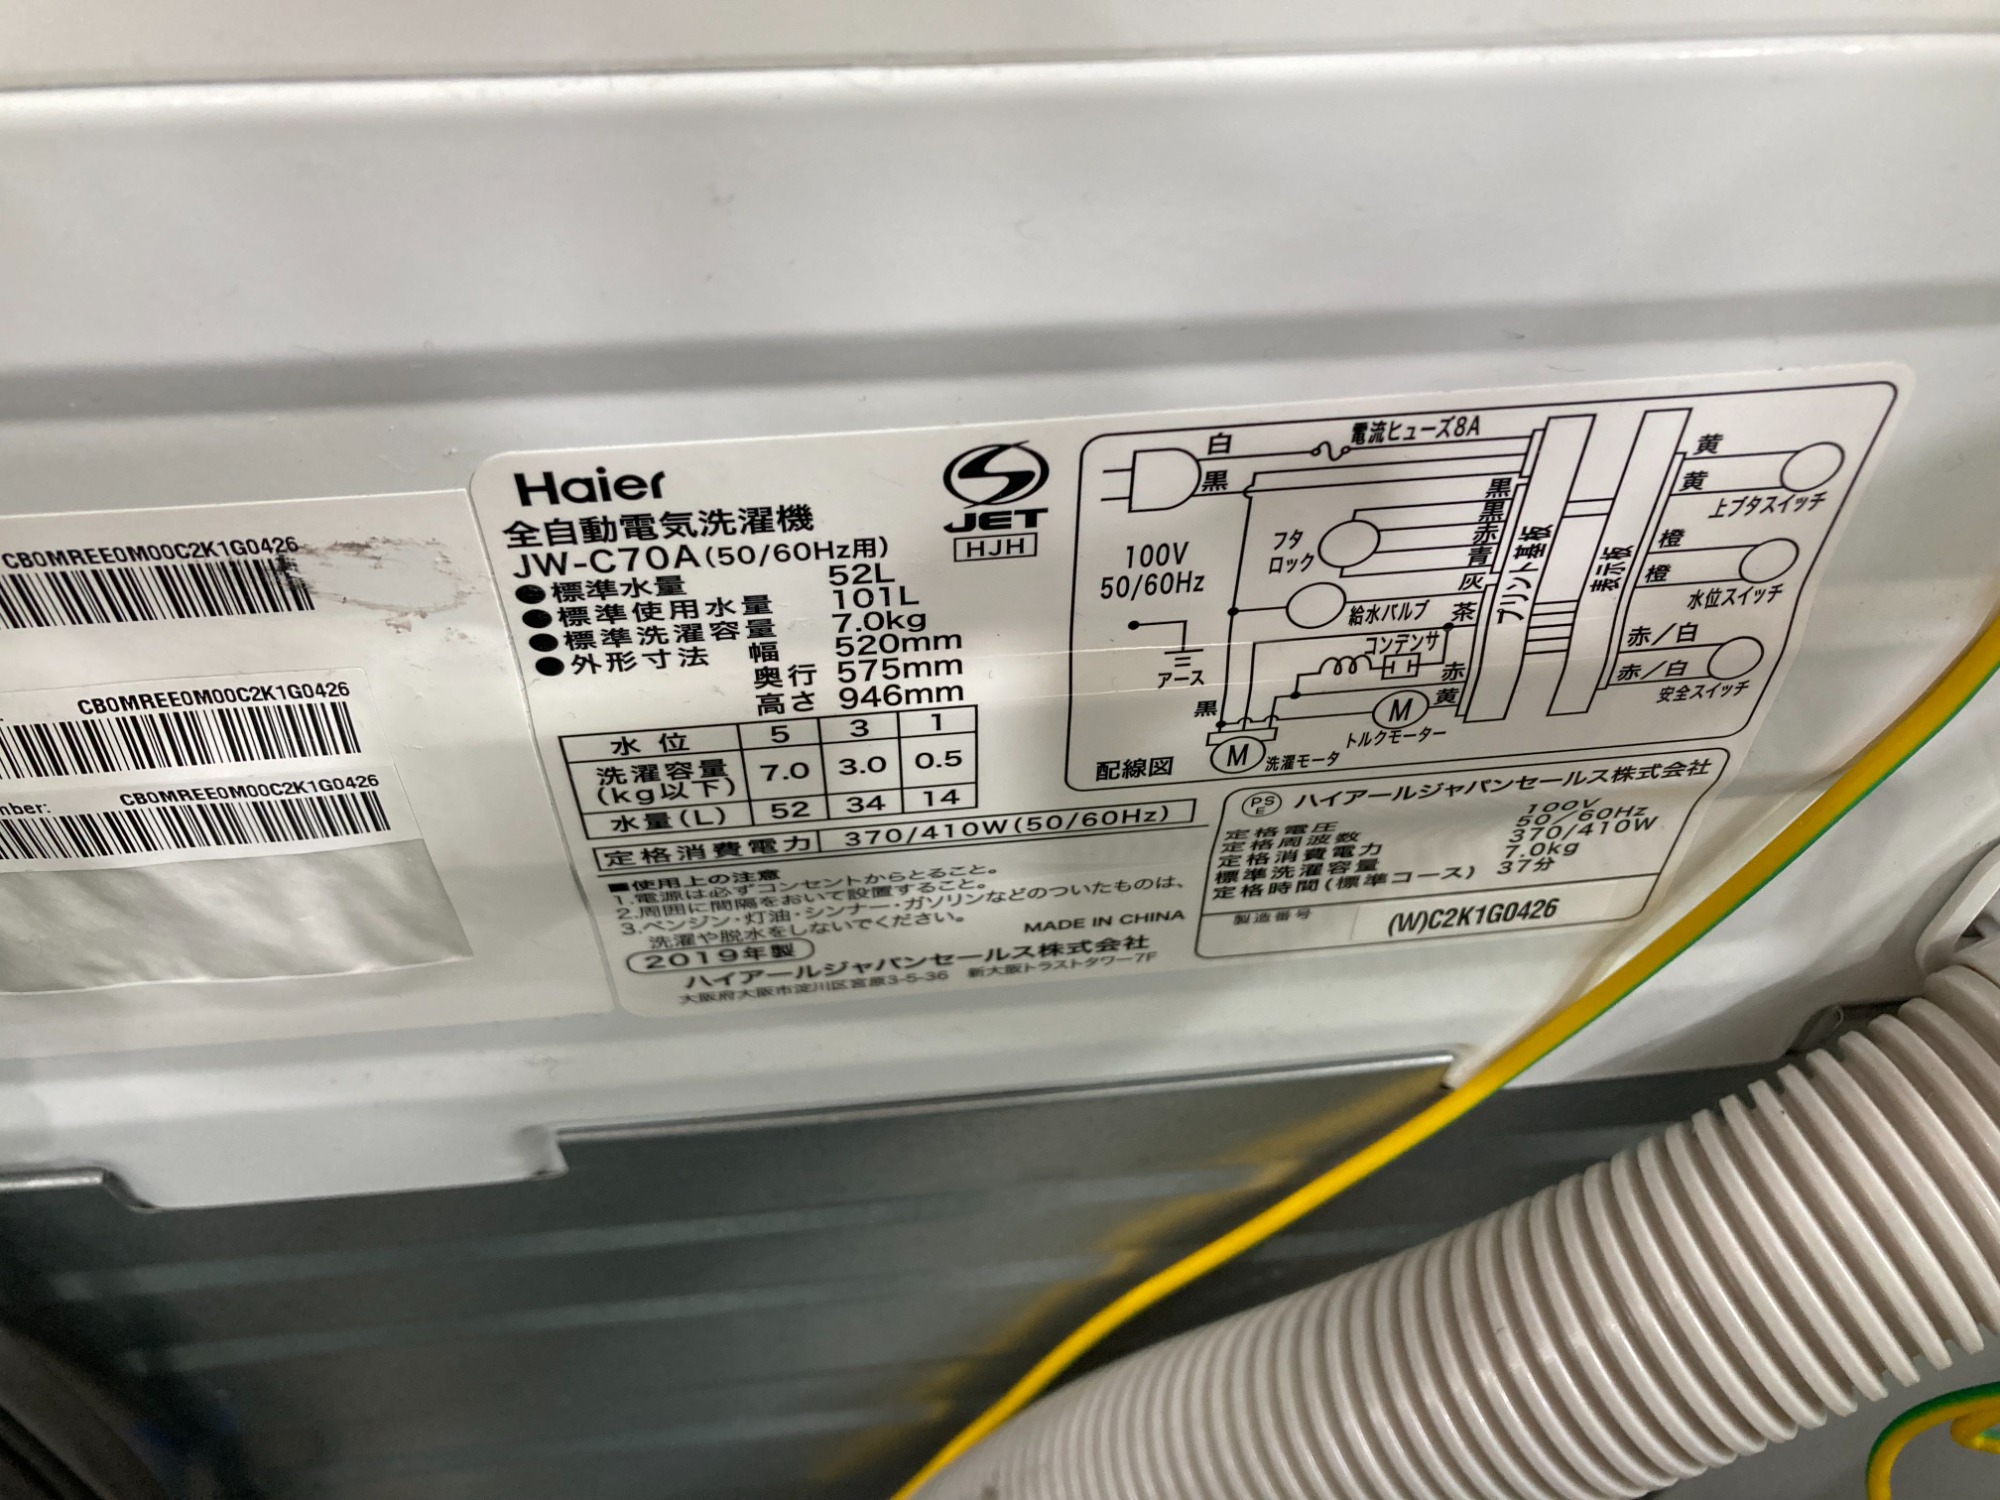 CB0MREE0M00C2K1G0426
CB0MREE0M00C2K1G0426
mber:
CB0MREE0M00C2K1G0426
Haier
全自動電気洗濯機
JW-C70A(50/60Hz用)
●標準水量 52L
●標準使用水量 101L
●標準洗濯容量 7.0kg
●外形寸法 幅 520mm
奥行 575mm
高さ 946mm
JET
HJH
水位 5 3 1
洗濯容量(kg以下) 7.0 3.0 0.5
水量(L) 52 34 14
定格消費電力 370/410W(50/60Hz)
■使用上の注意
1.電源は必ずコンセントからとること。
2.周囲に間隔をおいて設置すること。
3.ベンジン・灯油・シンナー・ガソリンなどのついたものは、
洗濯や脱水をしないでください。
MADE IN CHINA
2019年製
ハイアールジャパンセールス株式会社
大阪府大阪市淀川区宮原3-5-36 新大阪トラストタワー7F
白
電流ヒューズ8A
黒
100V
50/60Hz
アース
フタ
ロック
黒
黒
赤
青
灰
給水バルブ
茶
コンデンサ
赤
黄
黒
M
トルクモーター
M
洗濯モータ
配線図
プリント基板
表示板
黄
黄
上ブタスイッチ
橙
橙
水位スイッチ
赤/白
赤/白
安全スイッチ
PSE ハイアールジャパンセールス株式会社
定格電圧 100V
定格周波数 50/60Hz
定格消費電力 370/410W
標準洗濯容量 7.0kg
定格時間(標準コース) 37分
製造番号 (W)C2K1G0426